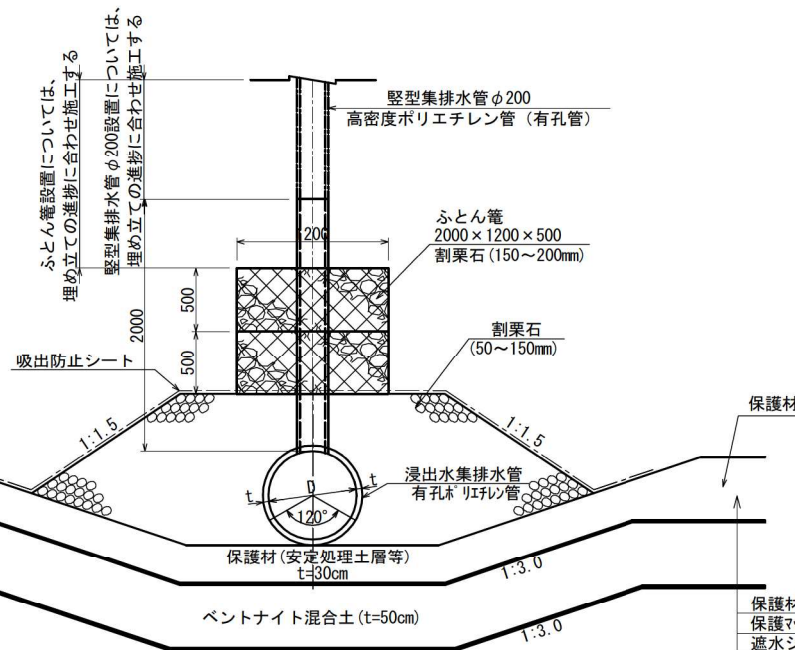 ふとん篭設置については、
埋め立ての進捗に合わせ施工する
竪型集排水管φ200設置については、
埋め立ての進捗に合わせ施工する
竪型集排水管φ200
高密度ポリエチレン管（有孔管）
1200
ふとん篭
2000×1200×500
割栗石(150～200mm)
500
2000
500
割栗石
(50～150mm)
吸出防止シート
1:1.5
1:1.5
保護材
浸出水集排水管
有孔ﾎﾟﾘｴﾁﾚﾝ管
t
D
t
120°
保護材(安定処理土層等)
t=30cm
1:3.0
ベントナイト混合土(t=50cm)
1:3.0
保護材
保護ﾏｯ
遮水シ